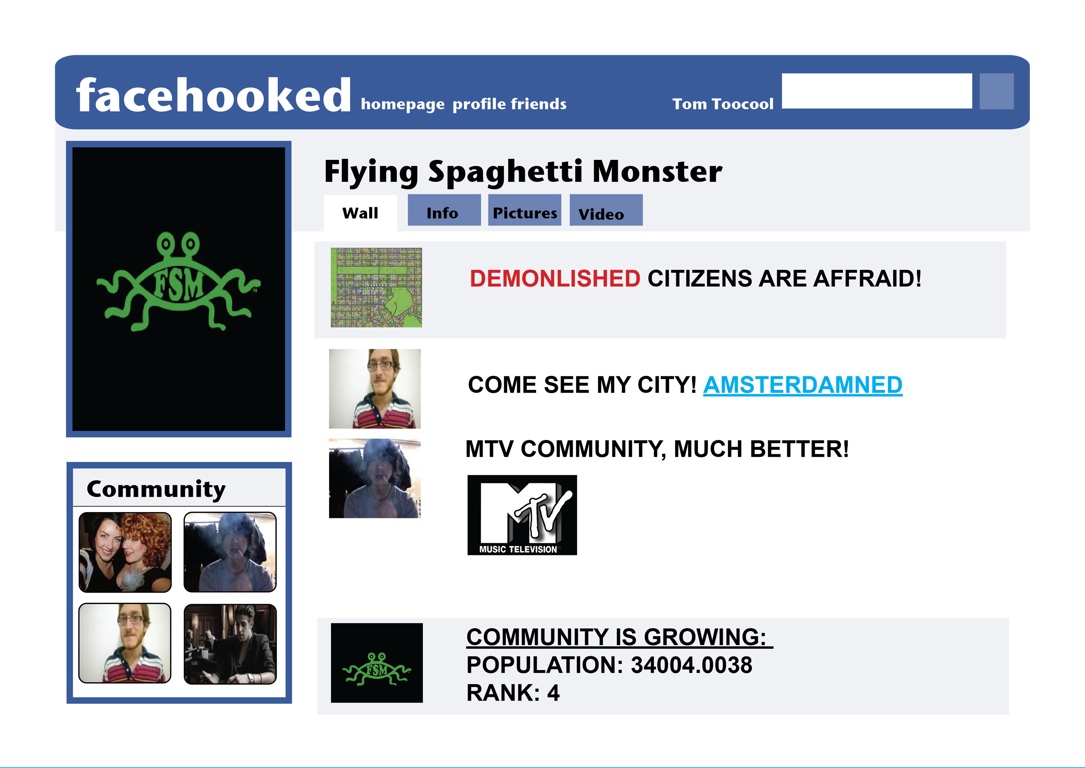 facehooked homepage profile friends Tom Toocool
Flying Spaghetti Monster
Wall Info Pictures Video
FSM
DEMONLISHED CITIZENS ARE AFFRAID!
COME SEE MY CITY! AMSTERDAMNED
MTV COMMUNITY, MUCH BETTER!
MTV
MUSIC TELEVISION
Community
COMMUNITY IS GROWING:
POPULATION: 34004.0038
RANK: 4
FSM